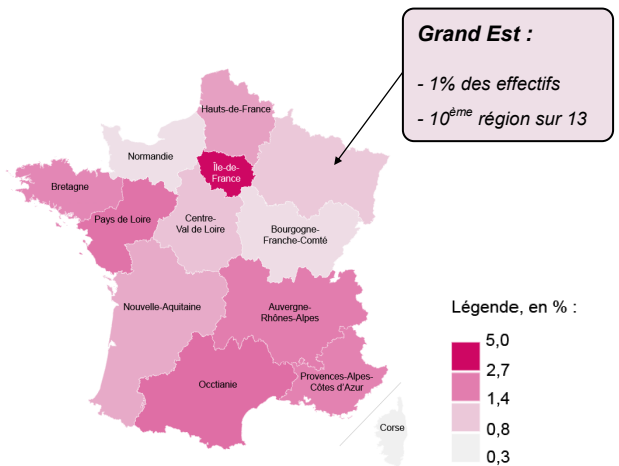 Grand Est :
- 1% des effectifs
- 10ème région sur 13
Hauts-de-France
Normandie
Île-de-
France
Bretagne
Pays de Loire
Centre-
Val de Loire
Bourgogne-
Franche-Comté
Nouvelle-Aquitaine
Auvergne-
Rhônes-Alpes
Occtianie
Provences-Alpes-
Côtes d'Azur
Corse
Légende, en % :
5,0
2,7
1,4
0,8
0,3